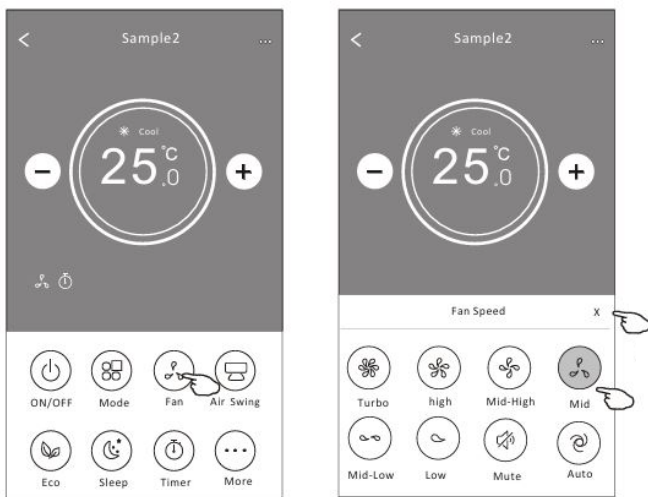 Sample2 ...
Cool
25.0 °C
ON/OFF Mode Fan Air Swing
Eco Sleep Timer More
Sample2 ...
Cool
25.0 °C
Fan Speed X
Turbo high Mid-High Mid
Mid-Low Low Mute Auto